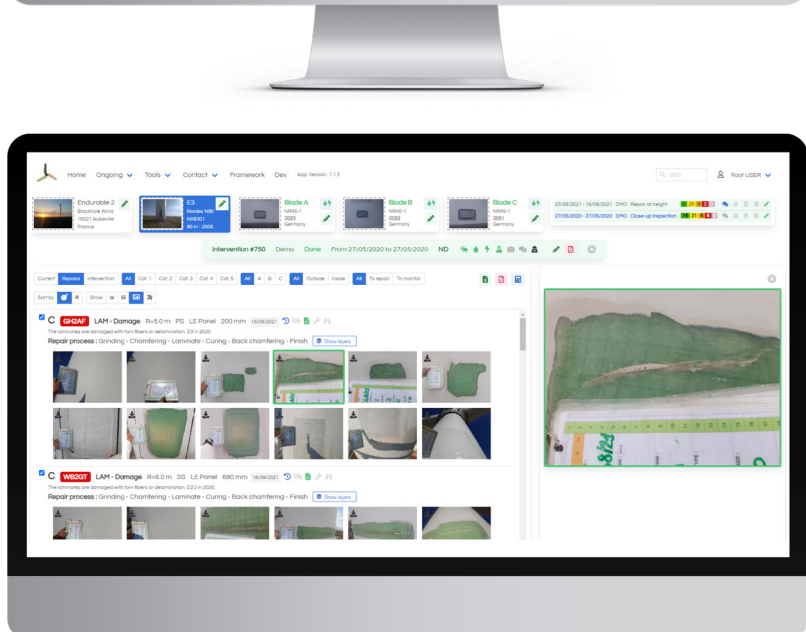 Home Ongoing Tools Contact Framework Dev App. Version : 1.1.3
SPOT
Root USER
Endurable 2
Blackhole Wind
16021 Aubeville
France
E3
Nordex N90
NX8301
80 m - 2008
Blade A
NR45-1
0085
Germany
Blade B
NR45-1
0088
Germany
Blade C
NR45-1
0091
Germany
23/08/2021 - 16/09/2021 DMO Repair at height
27/05/2020 - 27/05/2020 DMO Close-up inspection
Intervention #750 Demo Done From 27/05/2020 to 27/05/2020 ND
Current Repairs Intervention All Cat. 1 Cat. 2 Cat. 3 Cat. 4 Cat. 5 All A B C All Outside Inside All To repair To monitor
Sort by R Show
C GH2AF LAM - Damage R=5.0 m PS LE Panel 200 mm 16/09/2021
The laminates are damaged with torn fibers or delamination. D3 in 2020.
Repair process : Grinding - Chamfering - Laminate - Curing - Back chamfering - Finish Show layers
C WB2GT LAM - Damage R=6.0 m SS LE Panel 690 mm 16/09/2021
The laminates are damaged with torn fibers or delamination. D2.3 in 2020.
Repair process : Grinding - Chamfering - Laminate - Curing - Back chamfering - Finish Show layers